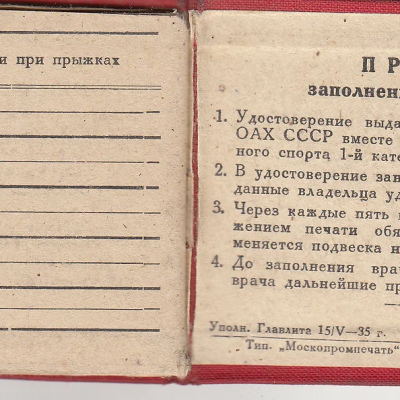 и при прыжках
П Р
заполнен
1. Удостоверение выда
ОАХ СССР вместе
ного спорта 1-й кате
2. В удостоверение зан
данные владельца уд
3. Через каждые пять
жением печати обя
меняется подвеска н
4. До заполнения вра
врача дальнейшие пр
Уполн. Главлита 15/V—35 г.
Тип. „Москопромпечать"